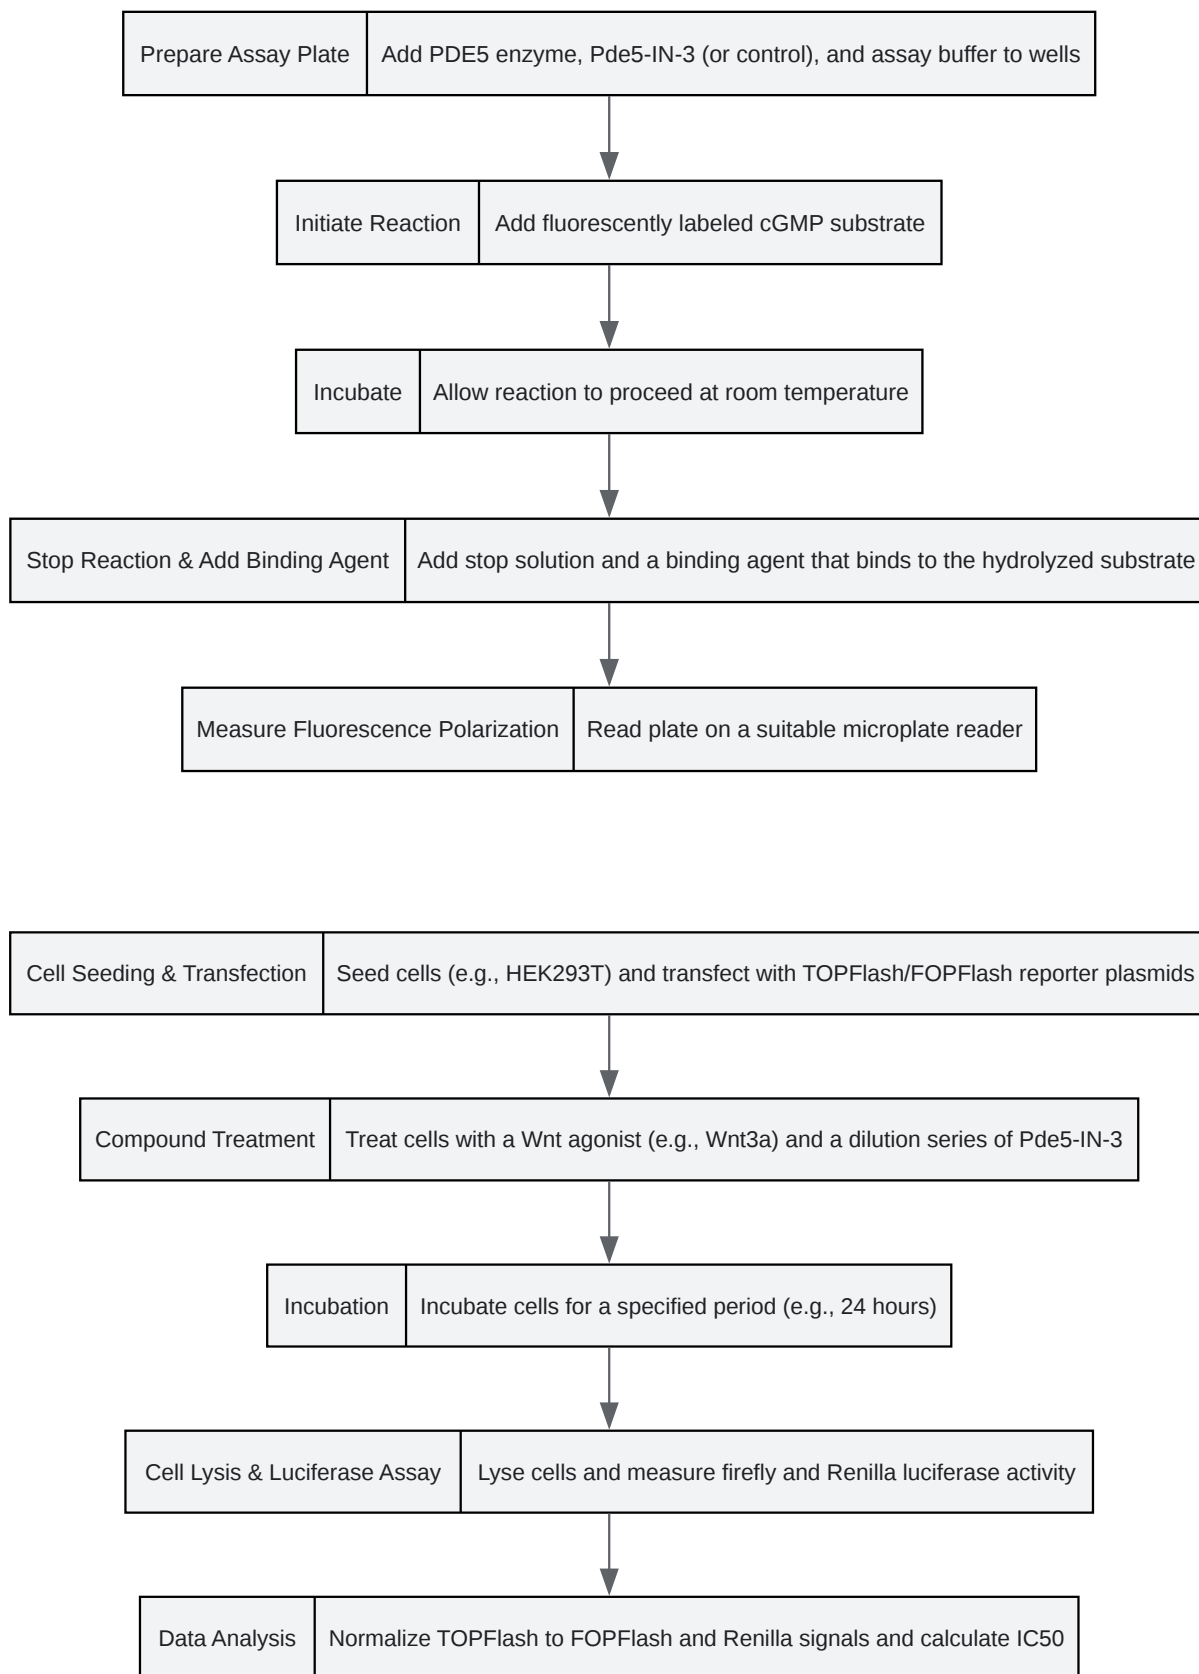 Prepare Assay Plate
Add PDE5 enzyme, Pde5-IN-3 (or control), and assay buffer to wells
Initiate Reaction
Add fluorescently labeled cGMP substrate
Incubate
Allow reaction to proceed at room temperature
Stop Reaction & Add Binding Agent
Add stop solution and a binding agent that binds to the hydrolyzed substrate
Measure Fluorescence Polarization
Read plate on a suitable microplate reader
Cell Seeding & Transfection
Seed cells (e.g., HEK293T) and transfect with TOPFlash/FOPFlash reporter plasmids
Compound Treatment
Treat cells with a Wnt agonist (e.g., Wnt3a) and a dilution series of Pde5-IN-3
Incubation
Incubate cells for a specified period (e.g., 24 hours)
Cell Lysis & Luciferase Assay
Lyse cells and measure firefly and Renilla luciferase activity
Data Analysis
Normalize TOPFlash to FOPFlash and Renilla signals and calculate IC50